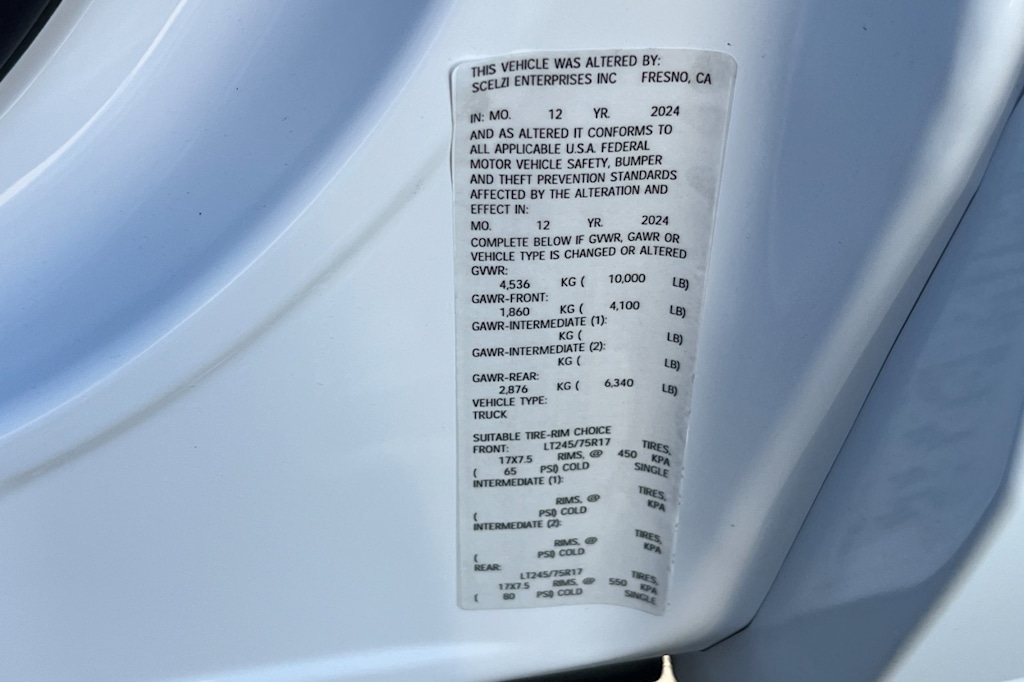 THIS VEHICLE WAS ALTERED BY:
SCELZI ENTERPRISES INC FRESNO, CA
IN: MO. 12 YR. 2024
AND AS ALTERED IT CONFORMS TO
ALL APPLICABLE U.S.A. FEDERAL
MOTOR VEHICLE SAFETY, BUMPER
AND THEFT PREVENTION STANDARDS
AFFECTED BY THE ALTERATION AND
EFFECT IN:
MO. 12 YR. 2024
COMPLETE BELOW IF GVWR, GAWR OR
VEHICLE TYPE IS CHANGED OR ALTERED
GVWR:
4,536 KG ( 10,000 LB)
GAWR-FRONT:
1,860 KG ( 4,100 LB)
GAWR-INTERMEDIATE (1):
KG ( LB)
GAWR-INTERMEDIATE (2):
KG ( LB)
GAWR-REAR:
2,876 KG ( 6,340 LB)
VEHICLE TYPE:
TRUCK
SUITABLE TIRE-RIM CHOICE
FRONT: LT245/75R17 TIRES,
17X7.5 RIMS, @ 450 KPA
( 65 PSI) COLD SINGLE
INTERMEDIATE (1):
TIRES,
RIMS, @ KPA
( PSI) COLD
INTERMEDIATE (2):
TIRES,
RIMS, @ KPA
( PSI) COLD
REAR:
LT245/75R17 TIRES,
17X7.5 RIMS, @ 550 KPA
( 80 PSI) COLD SINGLE